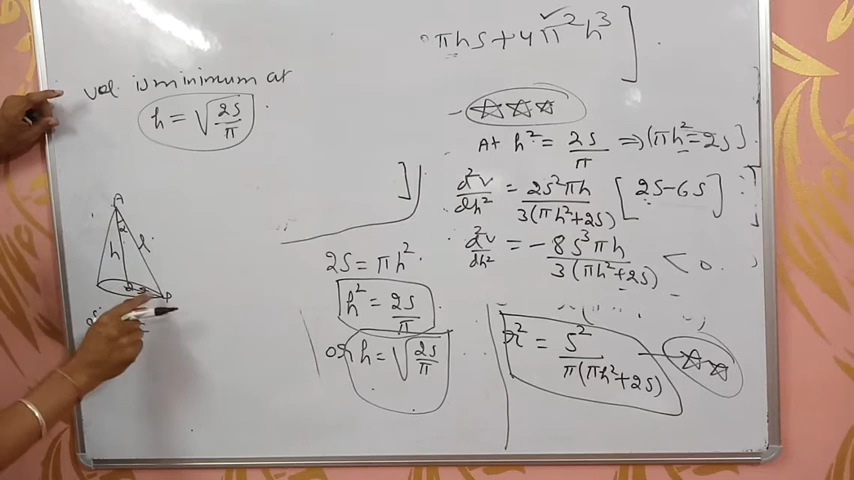 πhs + 4π²h³ ].
vol. is minimum at
h = √(2s/π)
At h² = 2s/π ⇒ (πh² = 2s]
d²v/dh² = 2s²πh / 3(πh²+2s) [2s-6s]
d²v/dh² = -8s³πh / 3(πh²+2s) < 0.
A
h
l
2s = πh²
h² = 2s/π
or h = √(2s/π)
r² = s² / π(πh²+2s)